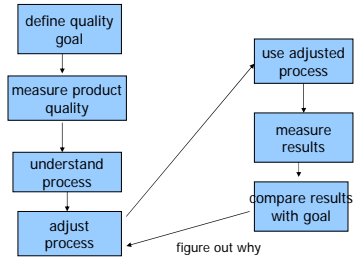 define quality
goal
measure product
quality
understand
process
adjust
process
use adjusted
process
measure
results
compare results
with goal
figure out why